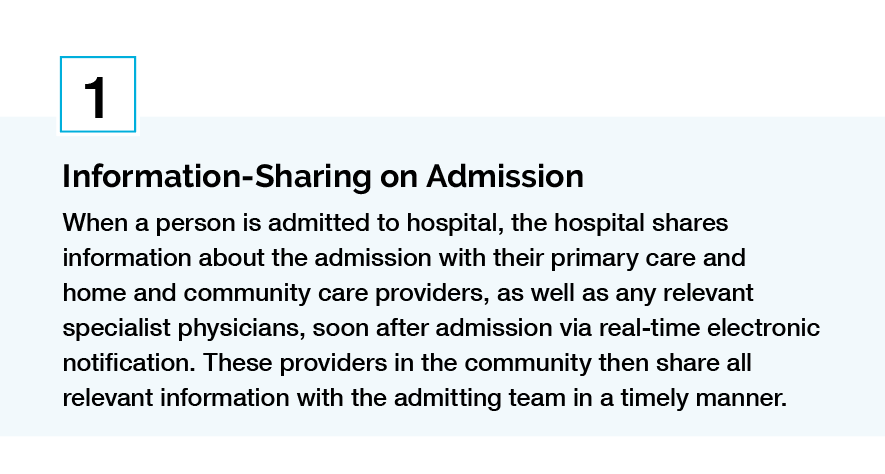 1
Information-Sharing on Admission
When a person is admitted to hospital, the hospital shares
information about the admission with their primary care and
home and community care providers, as well as any relevant
specialist physicians, soon after admission via real-time electronic
notification. These providers in the community then share all
relevant information with the admitting team in a timely manner.